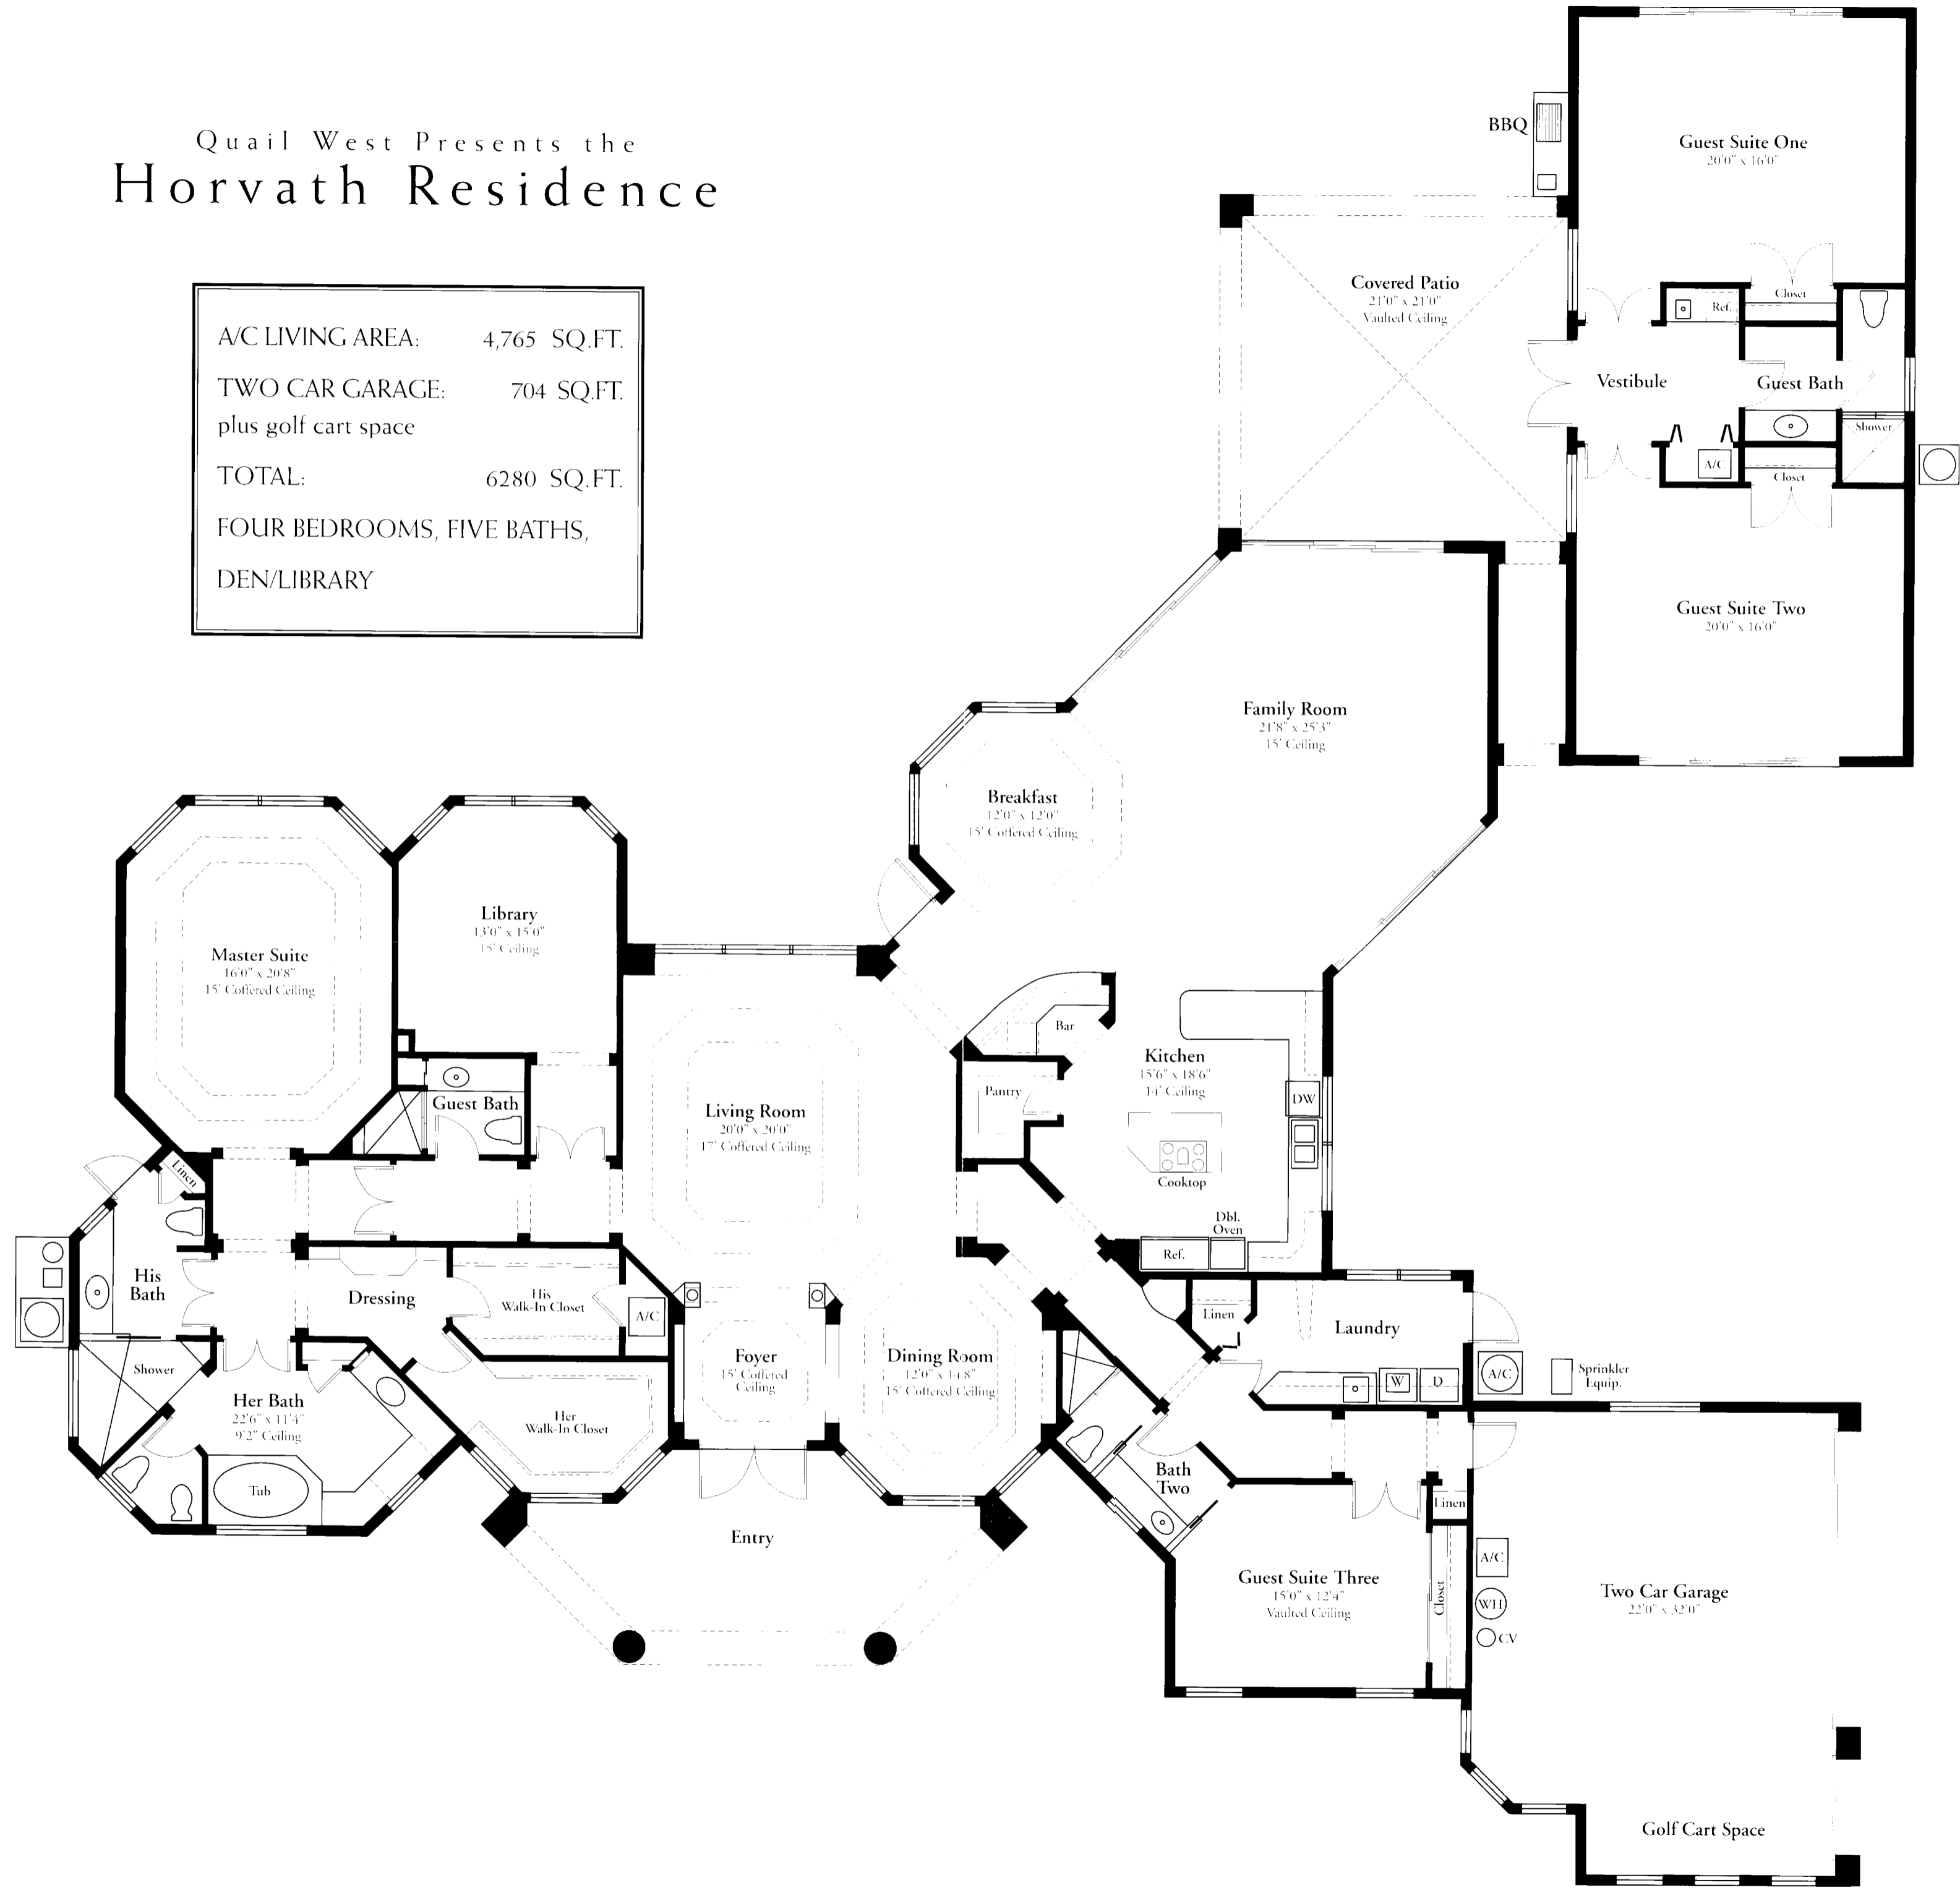 Quail West Presents the
Horvath Residence
A/C LIVING AREA: 4,765 SQ.FT.
TWO CAR GARAGE: 704 SQ.FT.
plus golf cart space
TOTAL: 6280 SQ.FT.
FOUR BEDROOMS, FIVE BATHS,
DEN/LIBRARY
BBQ
Guest Suite One
20'0" x 16'0"
Covered Patio
21'0" x 21'0"
Vaulted Ceiling
Closet
Ref.
Vestibule
Guest Bath
Shower
A/C
Closet
Guest Suite Two
20'0" x 16'0"
Family Room
21'8" x 25'3"
15' Ceiling
Breakfast
12'0" x 12'0"
15' Coffered Ceiling
Library
13'0" x 15'0"
15' Ceiling
Master Suite
16'0" x 20'8"
15' Coffered Ceiling
Bar
Kitchen
15'6" x 18'6"
14' Ceiling
Pantry
DW
Guest Bath
Living Room
20'0" x 20'0"
17' Coffered Ceiling
Linen
Cooktop
Dbl.
Oven
Ref.
His
Bath
Dressing
His
Walk-In Closet
A/C
Linen
Laundry
Shower
Foyer
15' Coffered
Ceiling
Dining Room
12'0" x 14'8"
15' Coffered Ceiling
W
D
A/C
Sprinkler
Equip.
Her Bath
22'6" x 11'4"
9'2" Ceiling
Her
Walk-In Closet
Tub
Bath
Two
Linen
Entry
Guest Suite Three
15'0" x 12'4"
Vaulted Ceiling
Closet
A/C
WH
CV
Two Car Garage
22'0" x 32'0"
Golf Cart Space